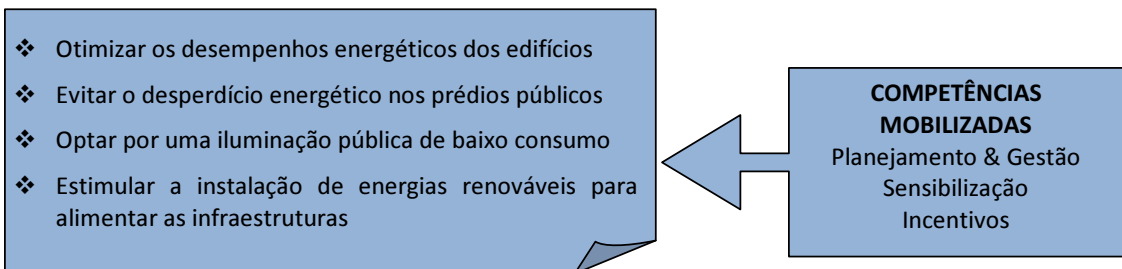 ❖ Otimizar os desempenhos energéticos dos edifícios
❖ Evitar o desperdício energético nos prédios públicos
❖ Optar por uma iluminação pública de baixo consumo
❖ Estimular a instalação de energias renováveis para
alimentar as infraestruturas
COMPETÊNCIAS
MOBILIZADAS
Planejamento & Gestão
Sensibilização
Incentivos